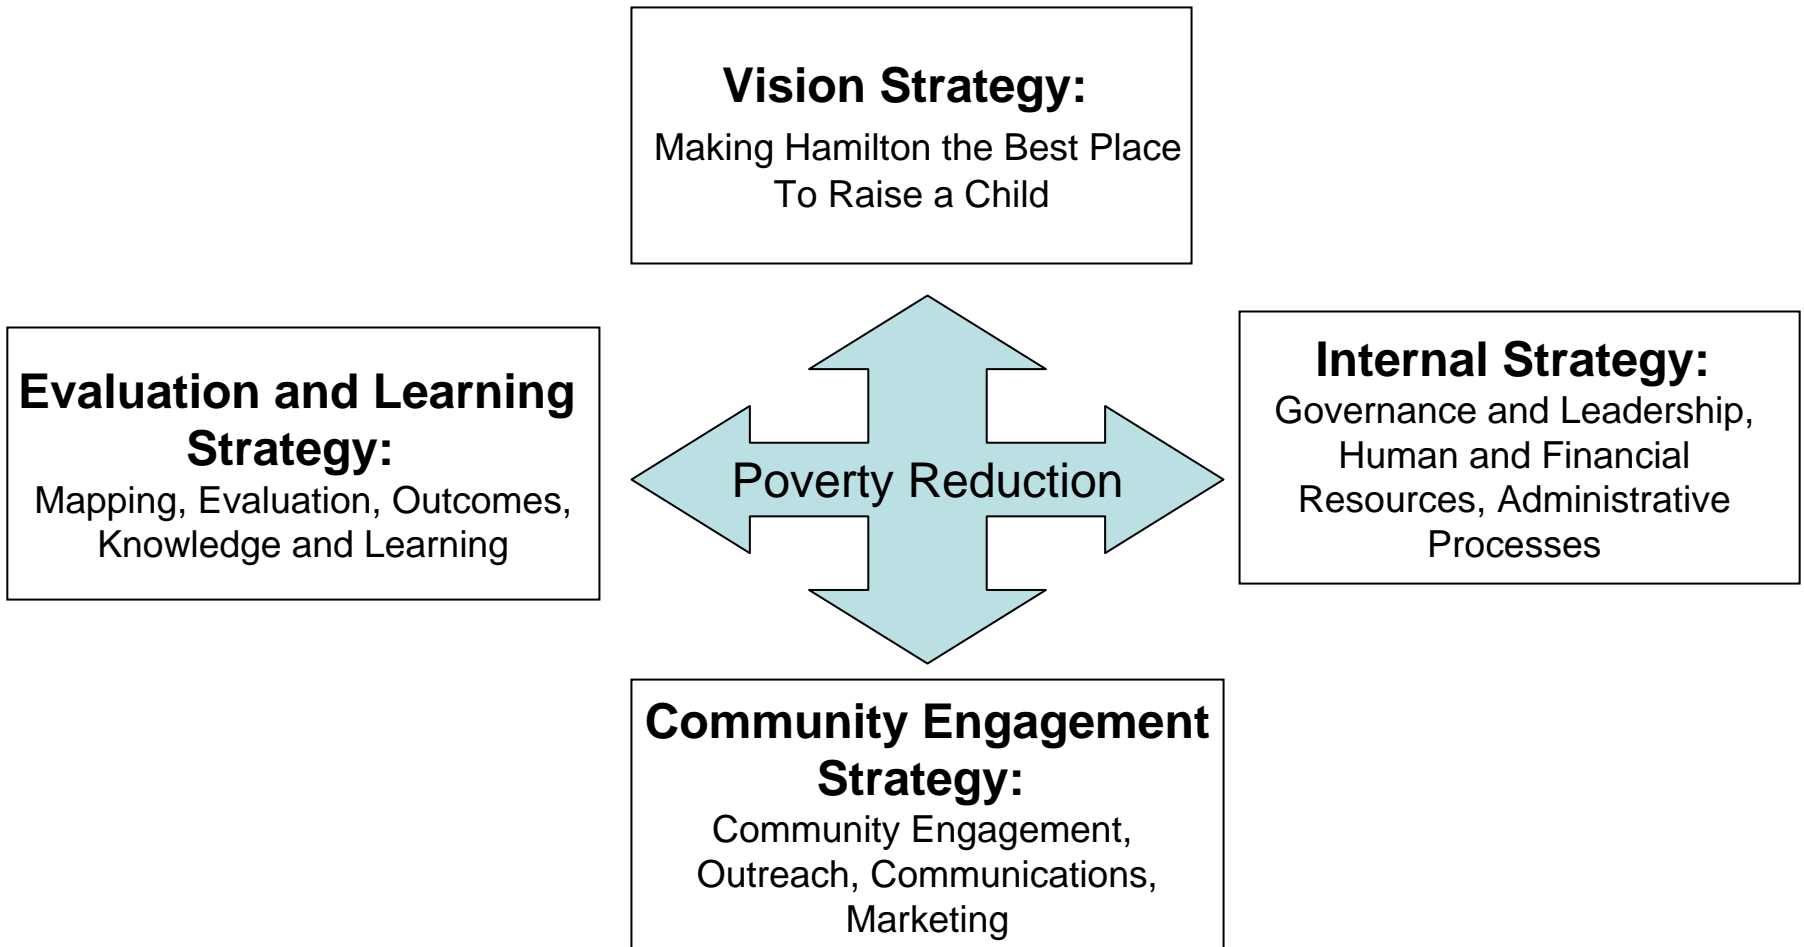 Vision Strategy:
Making Hamilton the Best Place
To Raise a Child
Evaluation and Learning
Strategy:
Mapping, Evaluation, Outcomes,
Knowledge and Learning
Poverty Reduction
Internal Strategy:
Governance and Leadership,
Human and Financial
Resources, Administrative
Processes
Community Engagement
Strategy:
Community Engagement,
Outreach, Communications,
Marketing